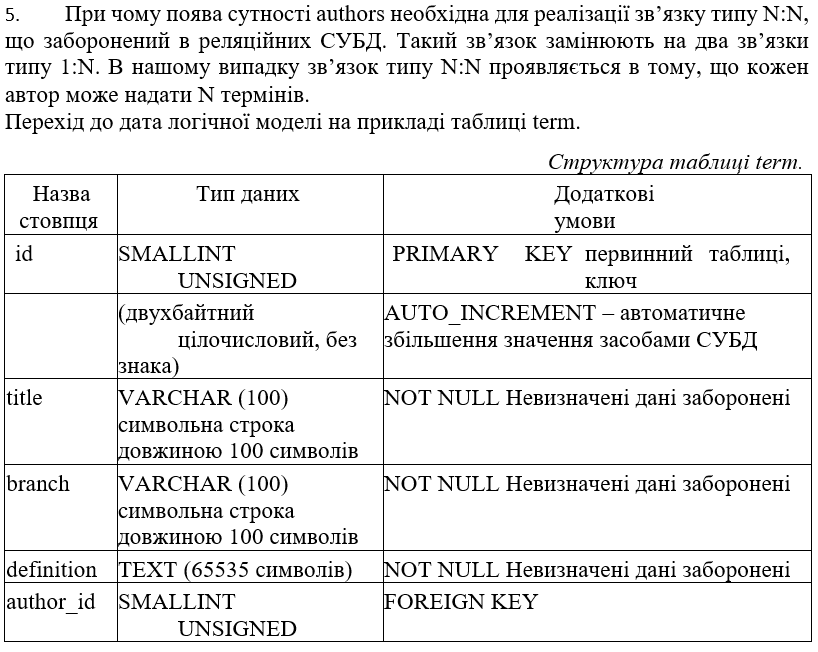 5. При чому поява сутності authors необхідна для реалізації зв’язку типу N:N,
що заборонений в реляційних СУБД. Такий зв’язок замінюють на два зв’язки
типу 1:N. В нашому випадку зв’язок типу N:N проявляється в тому, що кожен
автор може надати N термінів.
Перехід до дата логічної моделі на прикладі таблиці term.
Структура таблиці term.
Назва стовпця Тип даних Додаткові умови
id SMALLINT UNSIGNED PRIMARY KEY первинний таблиці, ключ
(двухбайтний цілочисловий, без знака) AUTO_INCREMENT – автоматичне збільшення значення засобами СУБД
title VARCHAR (100) символьна строка довжиною 100 символів NOT NULL Невизначені дані заборонені
branch VARCHAR (100) символьна строка довжиною 100 символів NOT NULL Невизначені дані заборонені
definition TEXT (65535 символів) NOT NULL Невизначені дані заборонені
author_id SMALLINT UNSIGNED FOREIGN KEY